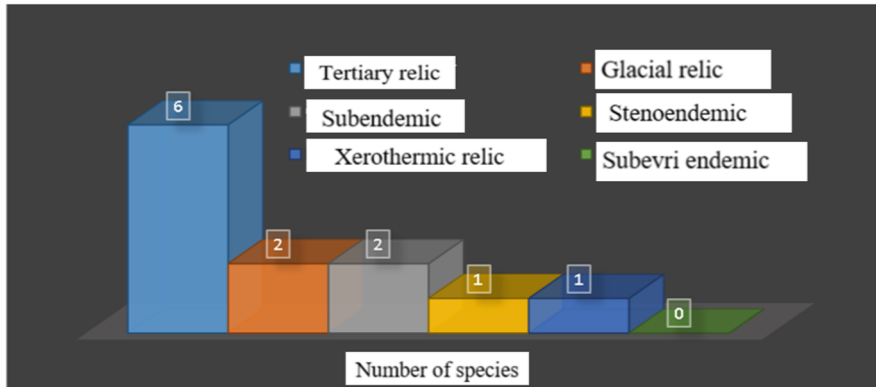 Tertiary relic
Glacial relic
Subendemic
Stenoendemic
Xerothermic relic
Subevri endemic
6
2
2
1
1
0
Number of species